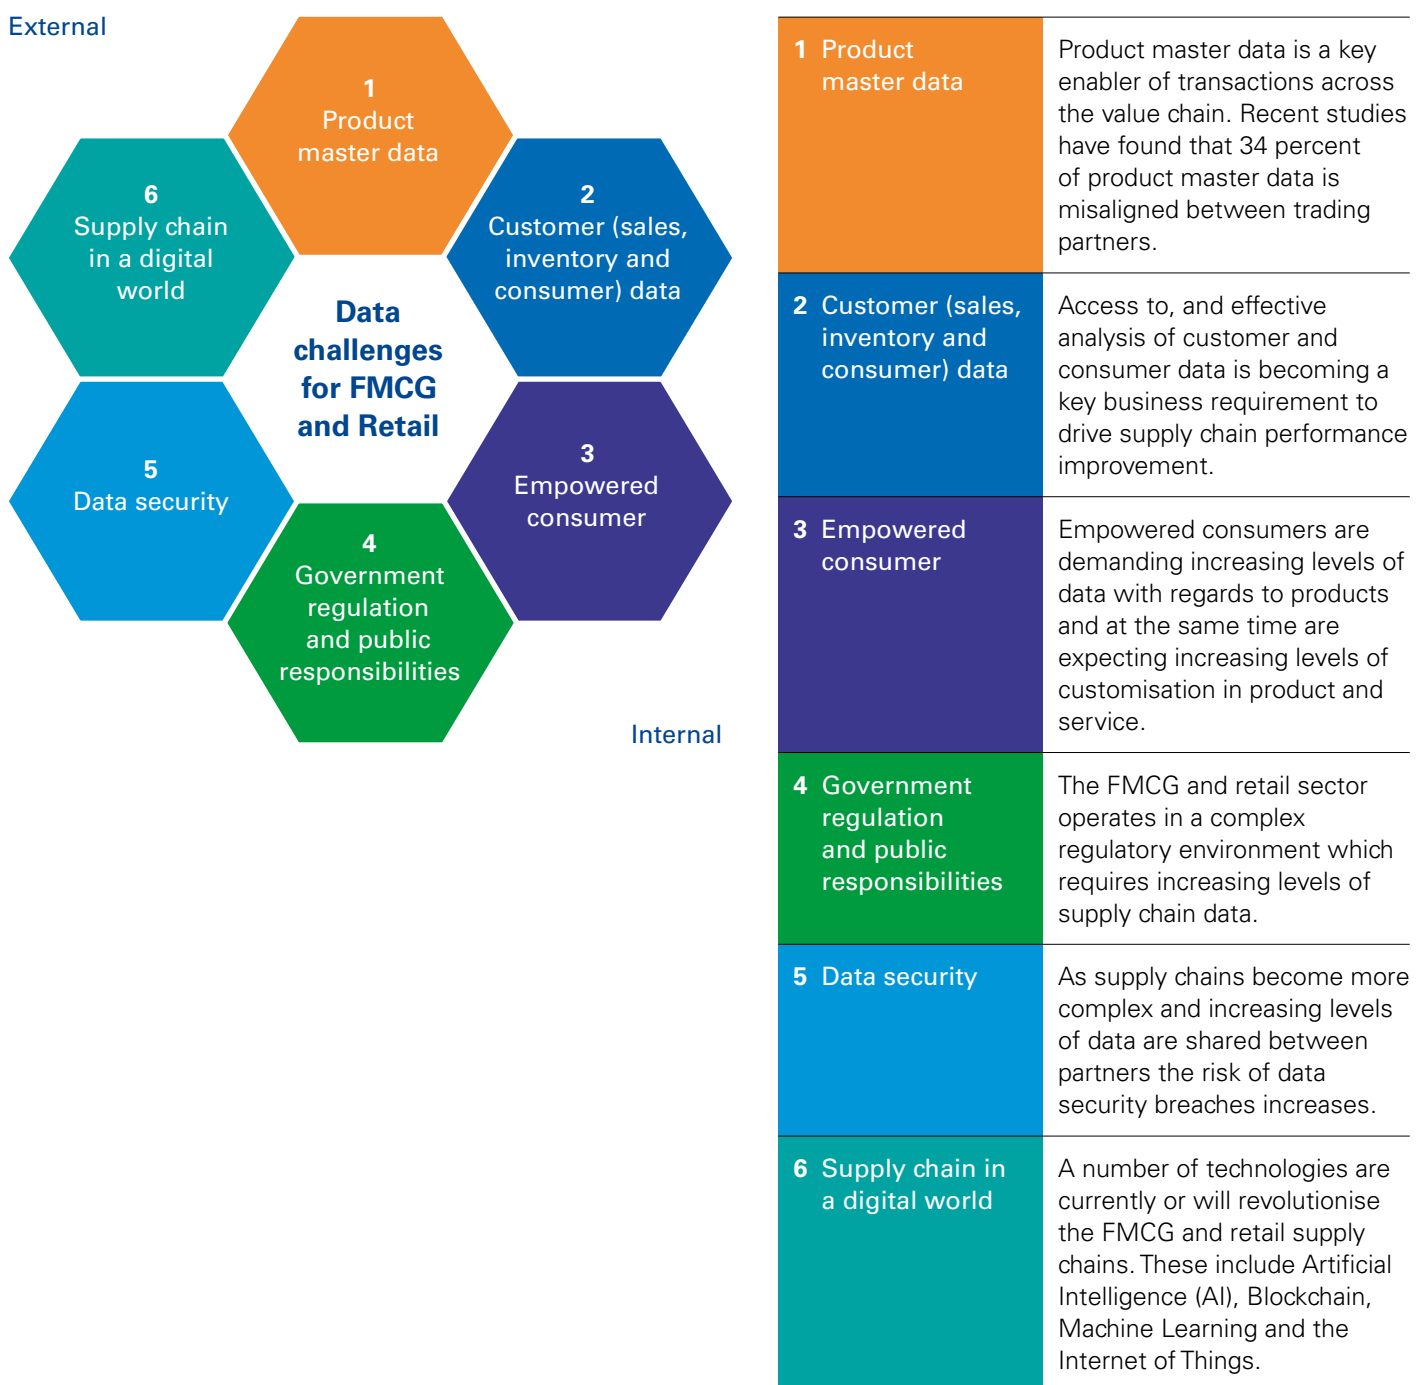 External
1
Product
master data
2
Customer (sales,
inventory and
consumer) data
3
Empowered
consumer
4
Government
regulation
and public
responsibilities
5
Data security
6
Supply chain
in a digital
world
Data
challenges
for FMCG
and Retail
Internal
1 Product
master data
Product master data is a key
enabler of transactions across
the value chain. Recent studies
have found that 34 percent
of product master data is
misaligned between trading
partners.
2 Customer (sales,
inventory and
consumer) data
Access to, and effective
analysis of customer and
consumer data is becoming a
key business requirement to
drive supply chain performance
improvement.
3 Empowered
consumer
Empowered consumers are
demanding increasing levels of
data with regards to products
and at the same time are
expecting increasing levels of
customisation in product and
service.
4 Government
regulation
and public
responsibilities
The FMCG and retail sector
operates in a complex
regulatory environment which
requires increasing levels of
supply chain data.
5 Data security
As supply chains become more
complex and increasing levels
of data are shared between
partners the risk of data
security breaches increases.
6 Supply chain in
a digital world
A number of technologies are
currently or will revolutionise
the FMCG and retail supply
chains. These include Artificial
Intelligence (AI), Blockchain,
Machine Learning and the
Internet of Things.